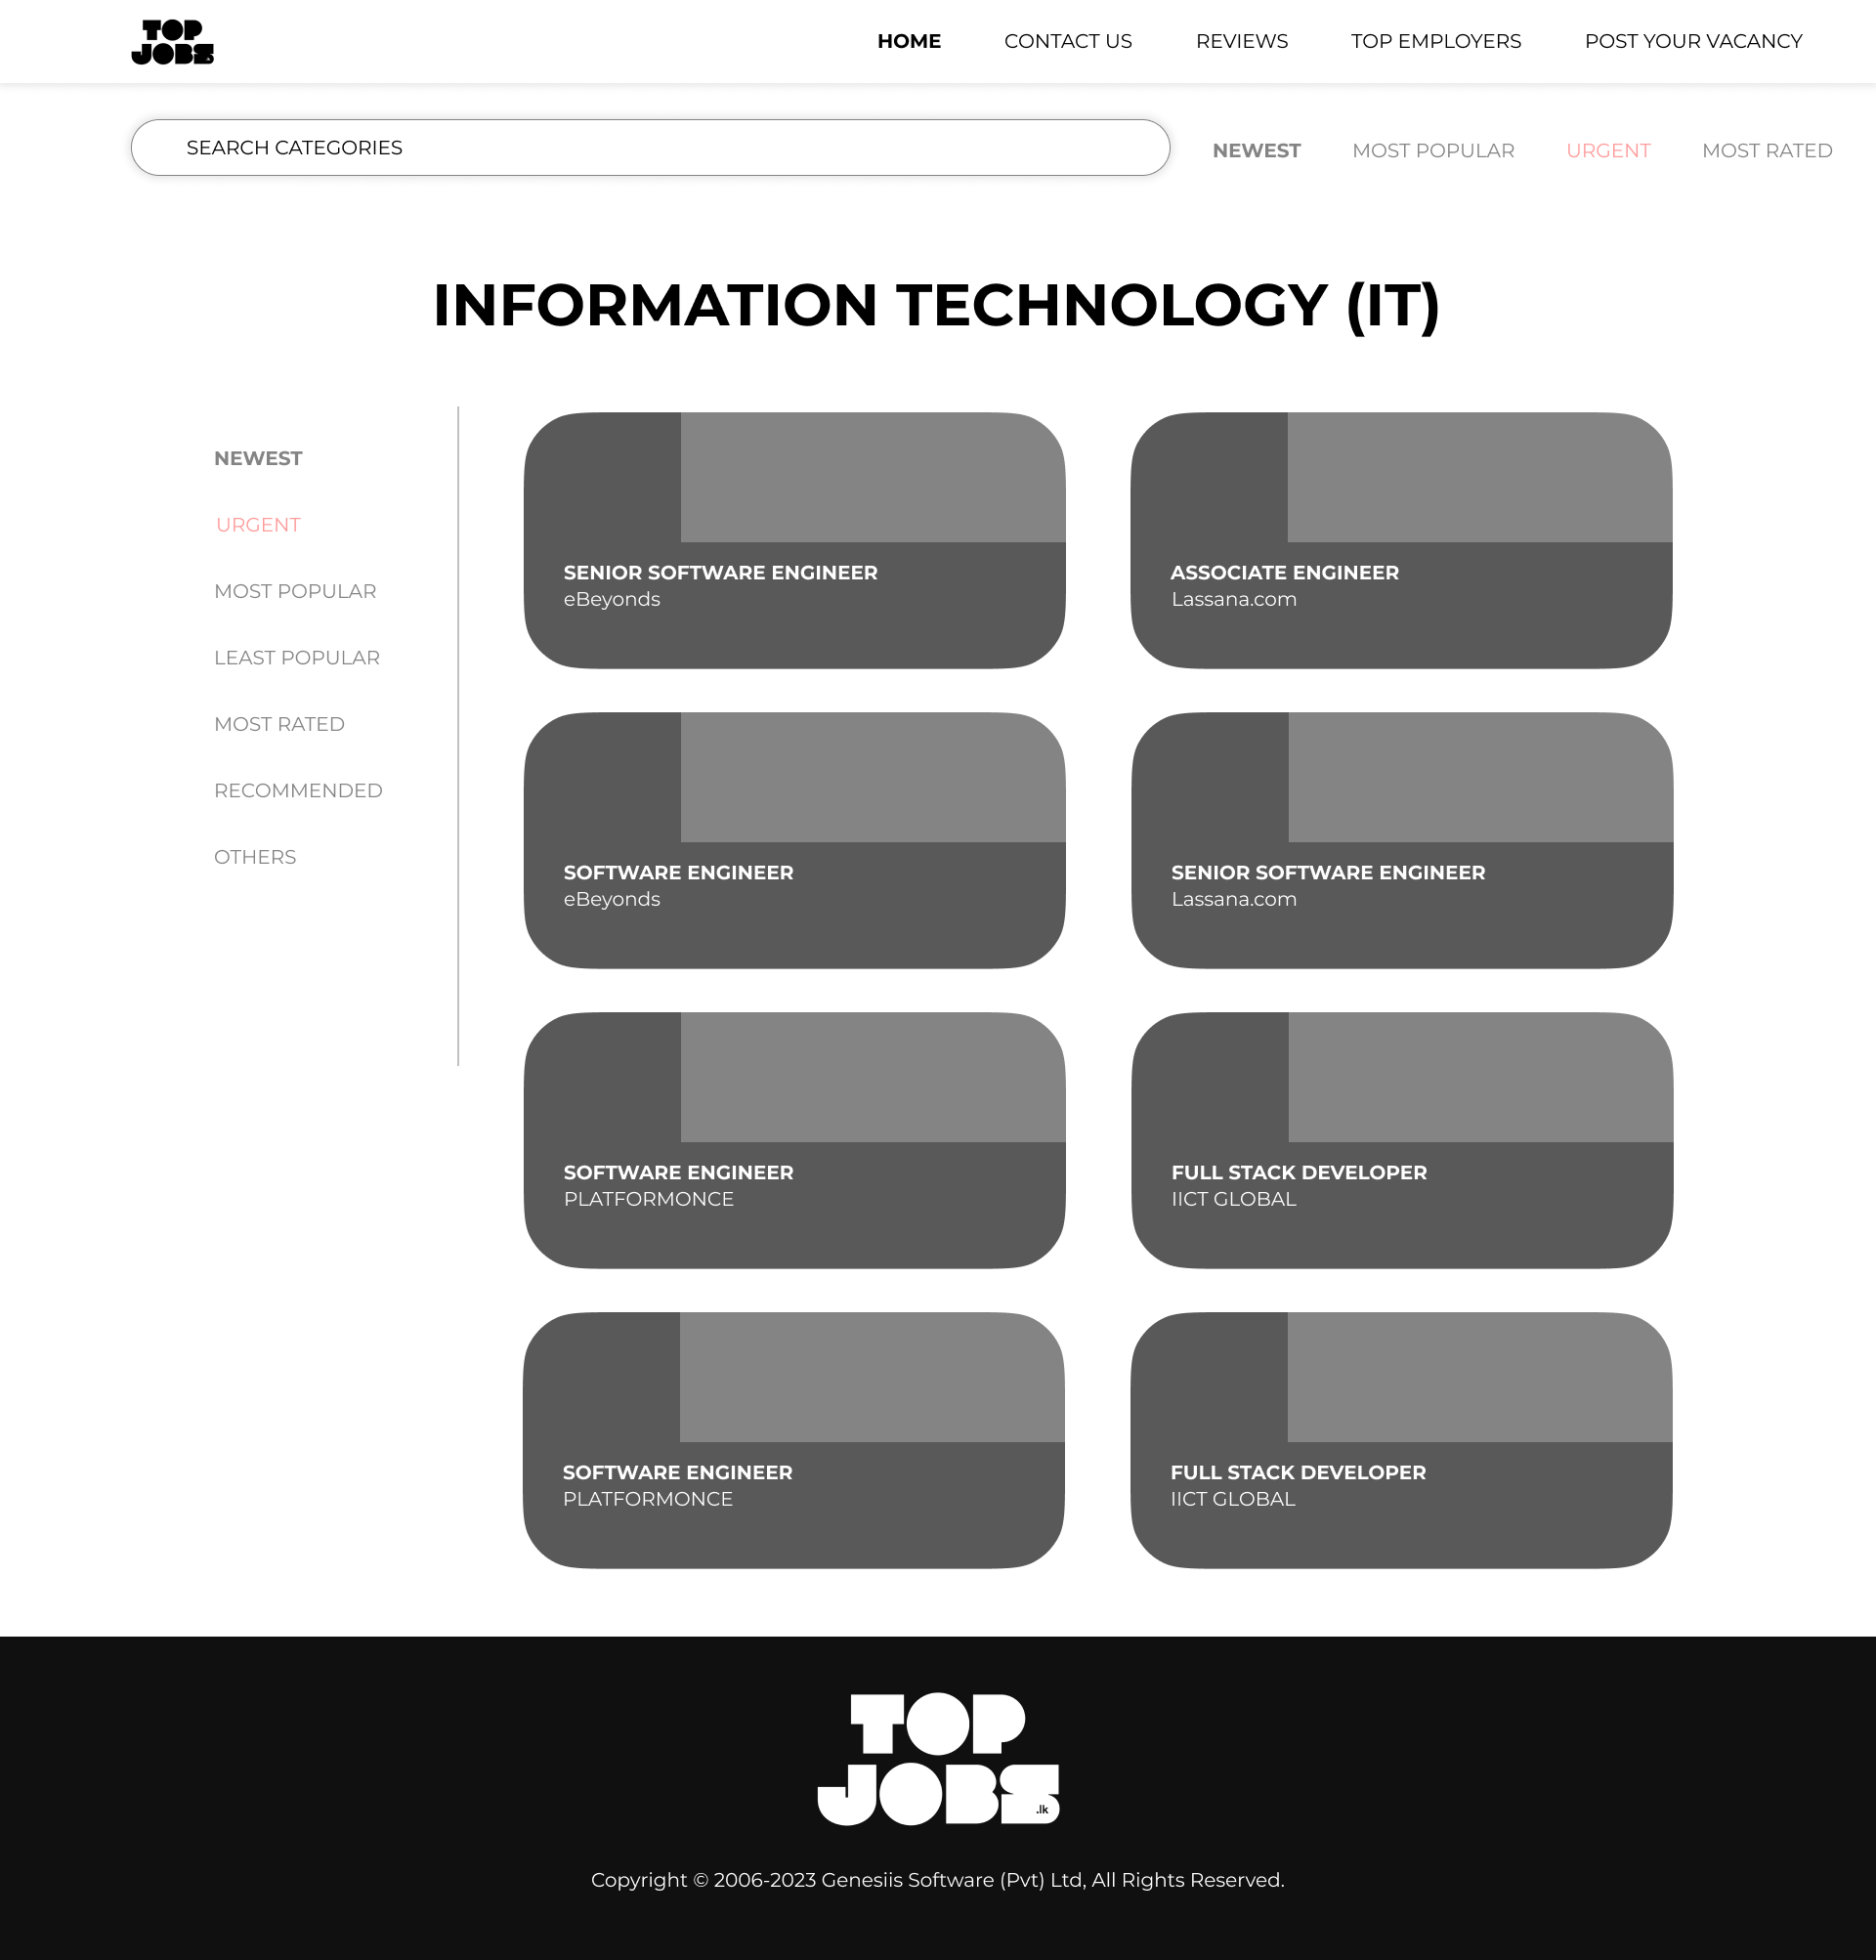 TOP
JOBS
HOME CONTACT US REVIEWS TOP EMPLOYERS POST YOUR VACANCY
SEARCH CATEGORIES
NEWEST MOST POPULAR URGENT MOST RATED
INFORMATION TECHNOLOGY (IT)
NEWEST
URGENT
MOST POPULAR
LEAST POPULAR
MOST RATED
RECOMMENDED
OTHERS
SENIOR SOFTWARE ENGINEER
eBeyonds
ASSOCIATE ENGINEER
Lassana.com
SOFTWARE ENGINEER
eBeyonds
SENIOR SOFTWARE ENGINEER
Lassana.com
SOFTWARE ENGINEER
PLATFORMONCE
FULL STACK DEVELOPER
IICT GLOBAL
SOFTWARE ENGINEER
PLATFORMONCE
FULL STACK DEVELOPER
IICT GLOBAL
TOP
JOBS
.lk
Copyright © 2006-2023 Genesiis Software (Pvt) Ltd, All Rights Reserved.